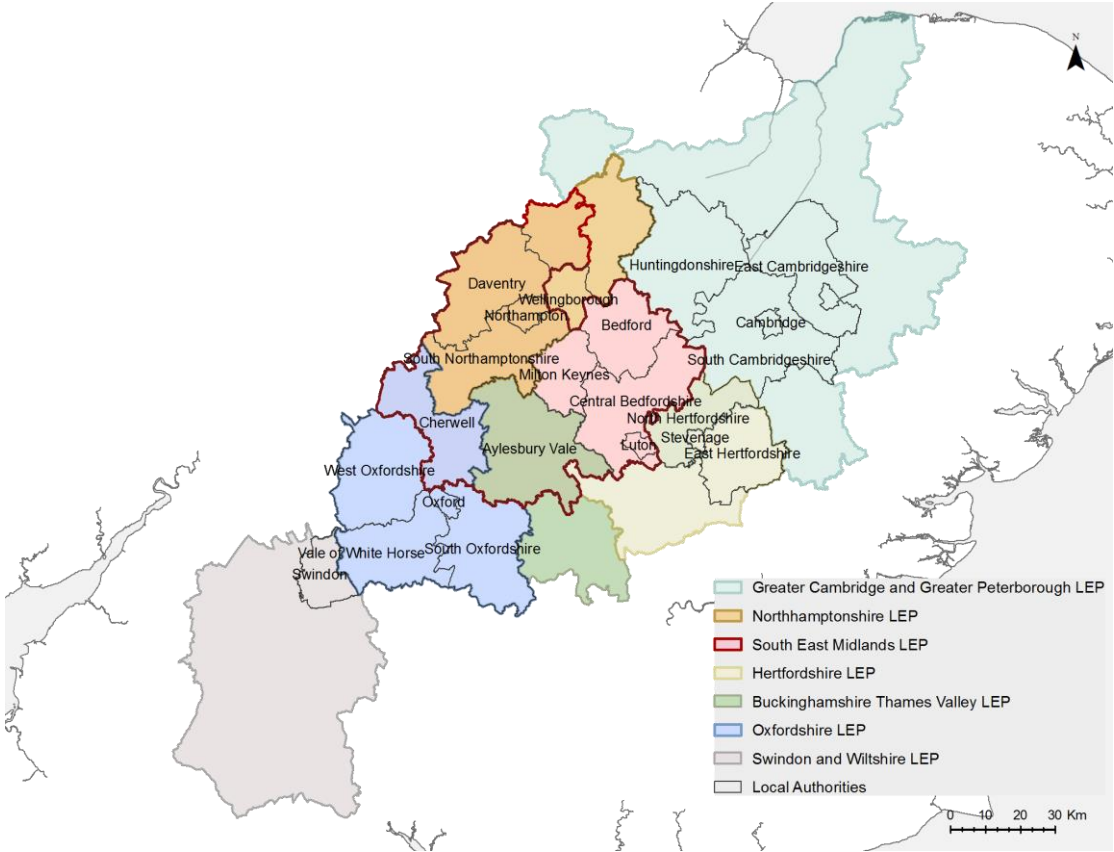 N
Huntingdonshire
East Cambridgeshire
Daventry
Wellingborough
Northampton
Bedford
Cambridge
South Northamptonshire
South Cambridgeshire
Milton Keynes
Central Bedfordshire
North Hertfordshire
Cherwell
Stevenage
Luton
Aylesbury Vale
East Hertfordshire
West Oxfordshire
Oxford
Vale of White Horse
South Oxfordshire
Swindon
Greater Cambridge and Greater Peterborough LEP
Northhamptonshire LEP
South East Midlands LEP
Hertfordshire LEP
Buckinghamshire Thames Valley LEP
Oxfordshire LEP
Swindon and Wiltshire LEP
Local Authorities
0 5 10 20 30 Km